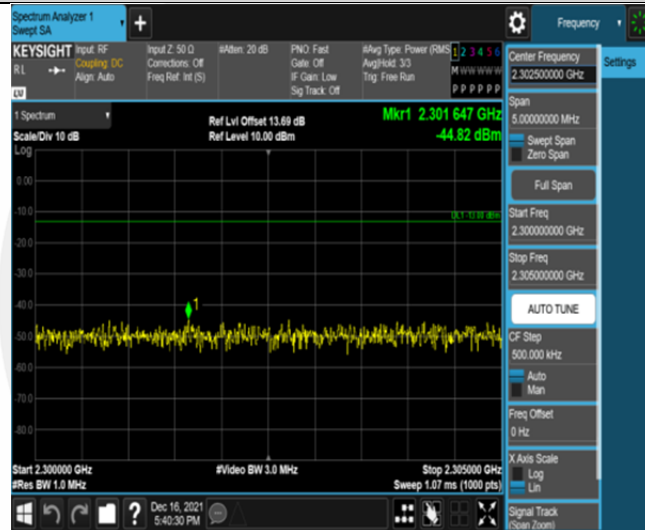 Spectrum Analyzer 1
Swept SA
+
Frequency
KEYSIGHT
RL
Align: Auto
LXI
Input: RF
Coupling: DC
Input Z: 50 Ω
Corrections: Off
Freq Ref: Int (S)
#Atten: 20 dB
PNO: Fast
Gate: Off
IF Gain: Low
Sig Track: Off
#Avg Type: Power (RMS
Avg|Hold: 3/3
Trig: Free Run
1 2 3 4 5 6
M W W W W W
P P P P P P
1 Spectrum
Scale/Div 10 dB
Ref Lvl Offset 13.69 dB
Ref Level 10.00 dBm
Mkr1 2.301 647 GHz
-44.82 dBm
Log
0.00
-10.0
DL1 -13.00 dBm
-20.0
-30.0
-40.0
1
-50.0
-60.0
-70.0
-80.0
Start 2.300000 GHz
#Res BW 1.0 MHz
#Video BW 3.0 MHz
Stop 2.305000 GHz
Sweep 1.07 ms (1000 pts)
?
Dec 16, 2021
5:40:30 PM
Center Frequency
2.302500000 GHz
Settings
Span
5.00000000 MHz
Swept Span
Zero Span
Full Span
Start Freq
2.300000000 GHz
Stop Freq
2.305000000 GHz
AUTO TUNE
CF Step
500.000 kHz
Auto
Man
Freq Offset
0 Hz
X Axis Scale
Log
Lin
Signal Track
(Span Zoom)